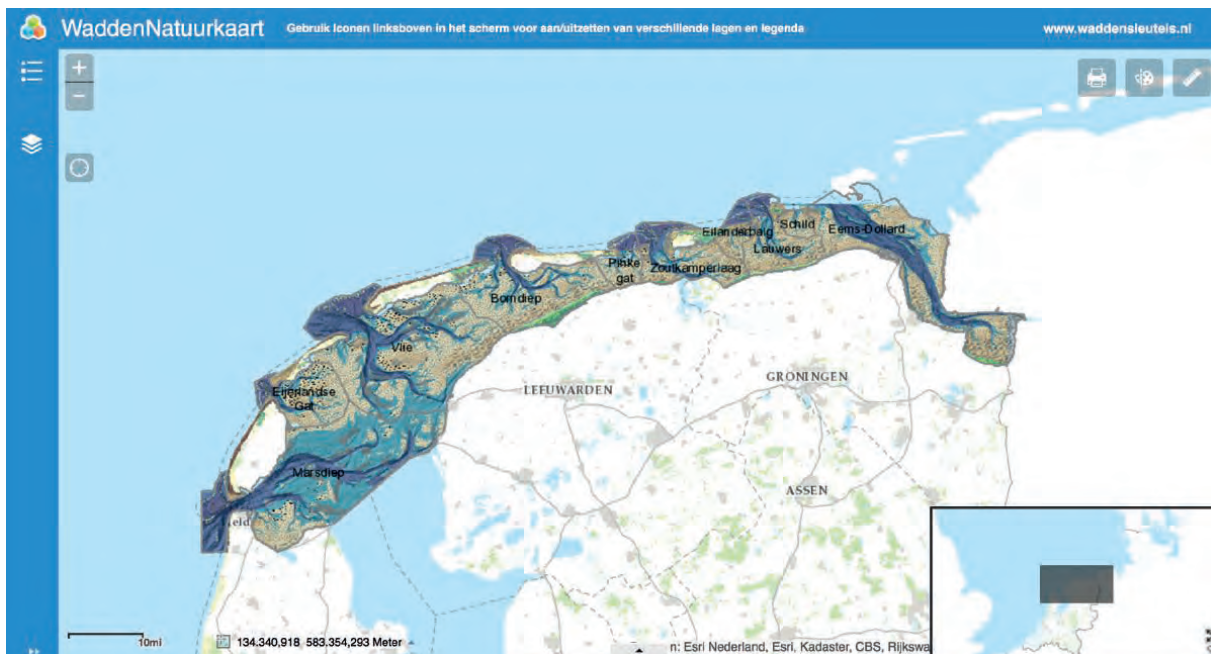 WaddenNatuurkaart
Gebruik Iconen linksboven in het scherm voor aan/uitzetten van verschillende lagen en legenda
www.waddensleutels.nl
+
−
Eilanderbalg
Schild
Eems-Dollard
Lauwers
Pinke
gat
Zoutkamperlaag
Borndiep
Vlie
Eijerlandse
Gat
LEEUWARDEN
GRONINGEN
Marsdiep
ASSEN
eld
10mi
134.340,918 583.354,293 Meter
n: Esri Nederland, Esri, Kadaster, CBS, Rijkswa